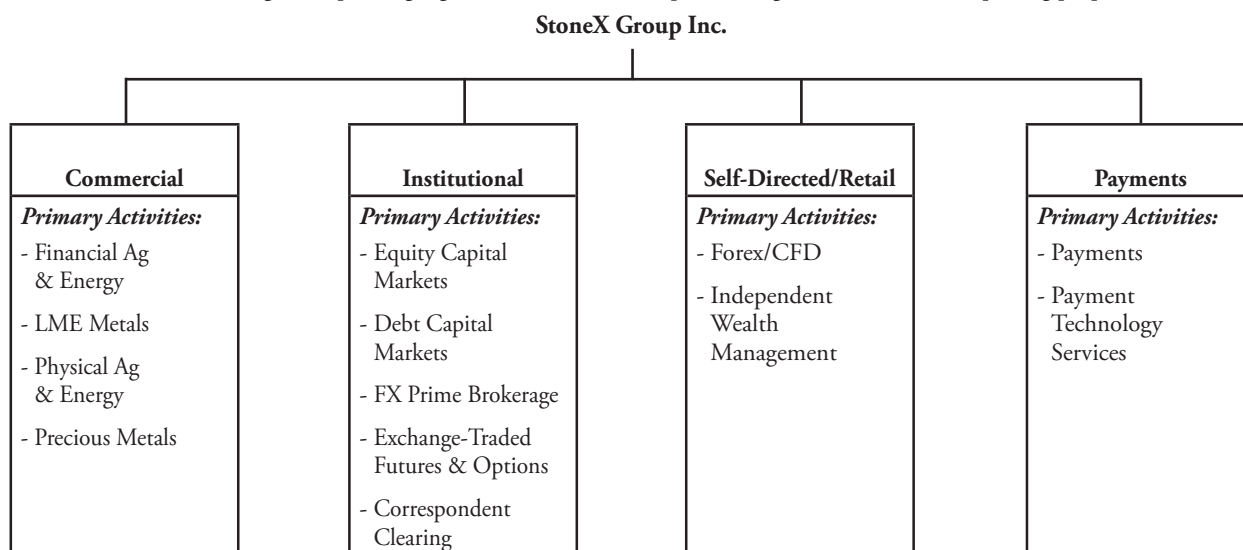 StoneX Group Inc.
Commercial
Primary Activities:
- Financial Ag
& Energy
- LME Metals
- Physical Ag
& Energy
- Precious Metals
Institutional
Primary Activities:
- Equity Capital
Markets
- Debt Capital
Markets
- FX Prime Brokerage
- Exchange-Traded
Futures & Options
- Correspondent
Clearing
Self-Directed/Retail
Primary Activities:
- Forex/CFD
- Independent
Wealth
Management
Payments
Primary Activities:
- Payments
- Payment
Technology
Services